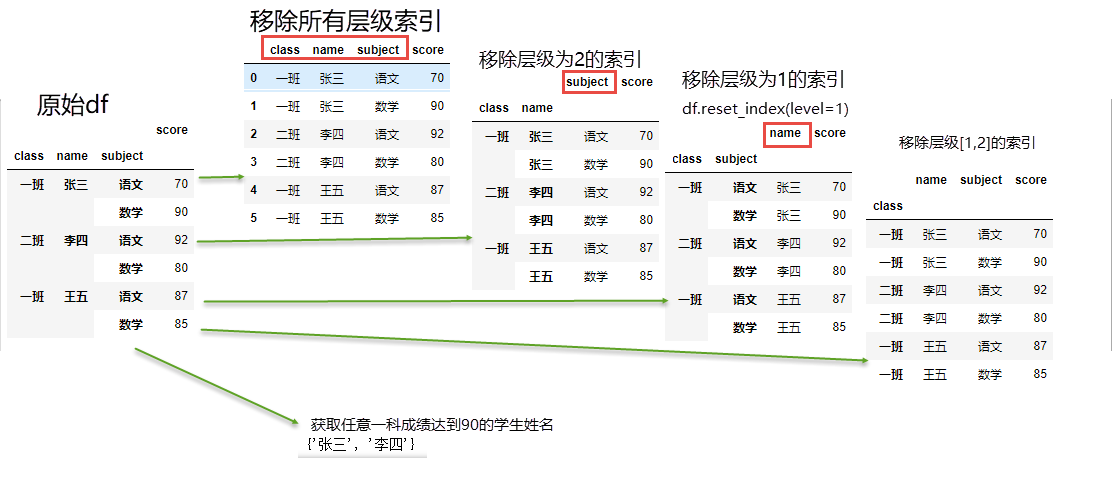 原始df
score
class name subject
一班 张三 语文 70
数学 90
二班 李四 语文 92
数学 80
一班 王五 语文 87
数学 85
移除所有层级索引
class name subject score
0 一班 张三 语文 70
1 一班 张三 数学 90
2 二班 李四 语文 92
3 二班 李四 数学 80
4 一班 王五 语文 87
5 一班 王五 数学 85
移除层级为2的索引
subject score
class name
一班 张三 语文 70
张三 数学 90
二班 李四 语文 92
李四 数学 80
一班 王五 语文 87
王五 数学 85
移除层级为1的索引
df.reset_index(level=1)
name score
class subject
一班 语文 张三 70
数学 张三 90
二班 语文 李四 92
数学 李四 80
一班 语文 王五 87
数学 王五 85
移除层级[1,2]的索引
name subject score
class
一班 张三 语文 70
一班 张三 数学 90
二班 李四 语文 92
二班 李四 数学 80
一班 王五 语文 87
一班 王五 数学 85
获取任意一科成绩达到90的学生姓名
{'张三', '李四'}